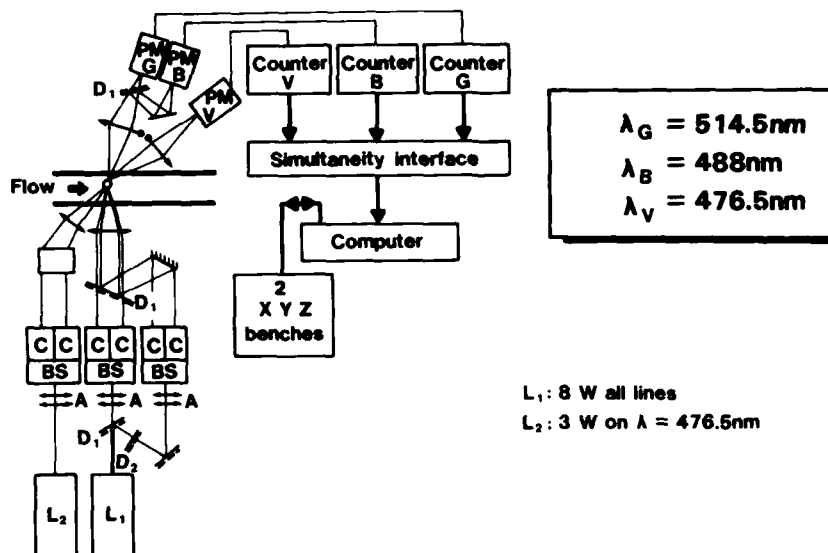 PM
G
PM
B
PM
V
D₁
Counter
V
Counter
B
Counter
G
Simultaneity interface
Computer
2
X Y Z
benches
Flow
D₁
C C
BS
C C
BS
C C
BS
A
A
A
D₁
D₂
L₂
L₁
λG = 514.5nm
λB = 488nm
λV = 476.5nm
L₁: 8 W all lines
L₂: 3 W on λ = 476.5nm